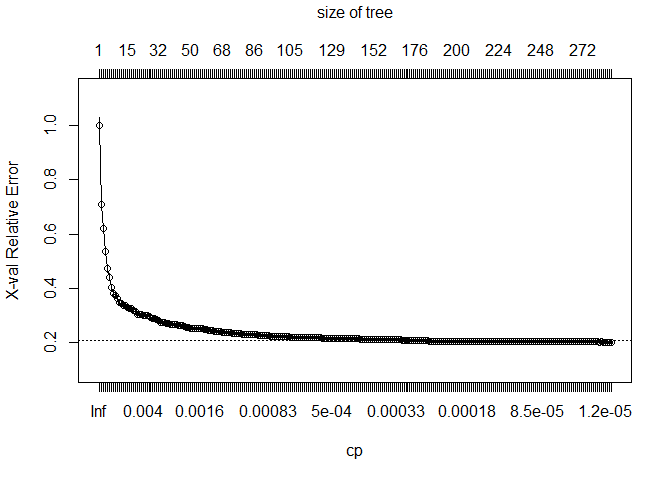 size of tree
1 15 32 50 68 86 105 129 152 176 200 224 248 272
X-val Relative Error
1.0
0.8
0.6
0.4
0.2
Inf 0.004 0.0016 0.00083 5e-04 0.00033 0.00018 8.5e-05 1.2e-05
cp